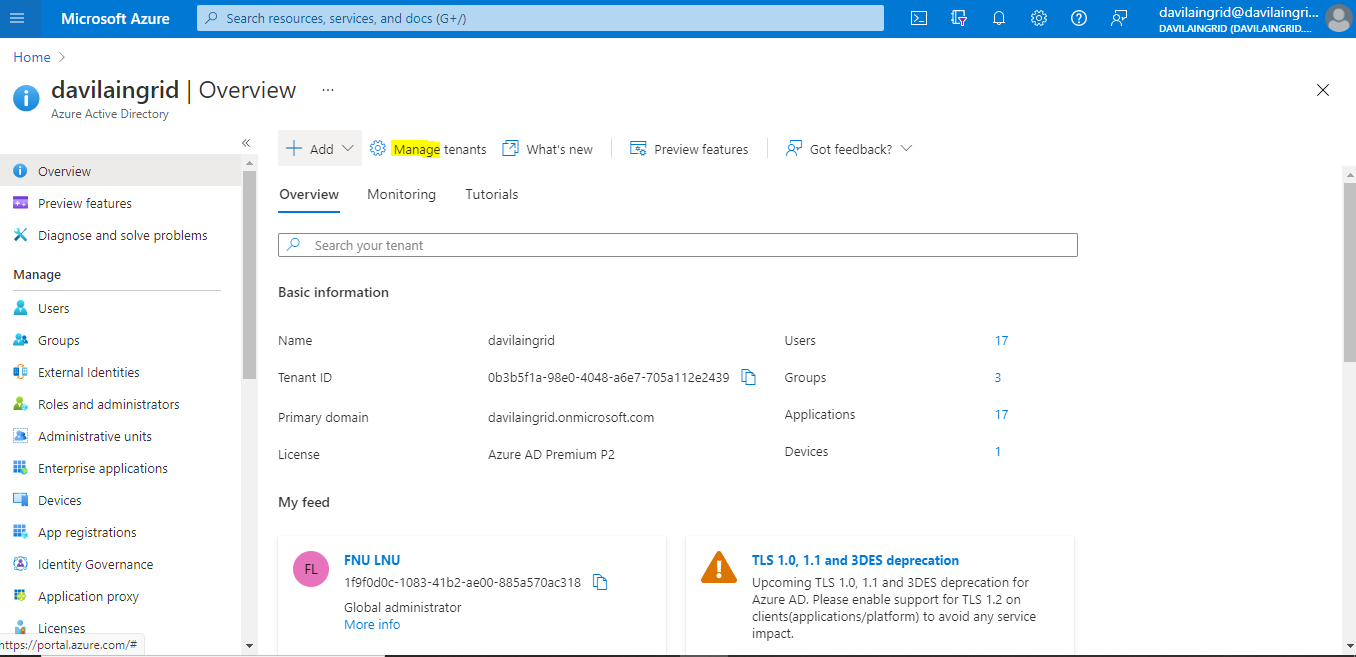 Microsoft Azure
Search resources, services, and docs (G+/)
davilaingrid@davilaingri...
DAVILAINGRID (DAVILAINGRID....
Home
davilaingrid | Overview ...
Azure Active Directory
Overview
Preview features
Diagnose and solve problems
Manage
Users
Groups
External Identities
Roles and administrators
Administrative units
Enterprise applications
Devices
App registrations
Identity Governance
Application proxy
Licenses
https://portal.azure.com/#
Add
Manage tenants
What's new
Preview features
Got feedback?
Overview
Monitoring
Tutorials
Search your tenant
Basic information
Name davilaingrid
Tenant ID 0b3b5f1a-98e0-4048-a6e7-705a112e2439
Primary domain davilaingrid.onmicrosoft.com
License Azure AD Premium P2
Users 17
Groups 3
Applications 17
Devices 1
My feed
FL
FNU LNU
1f9f0d0c-1083-41b2-ae00-885a570ac318
Global administrator
More info
TLS 1.0, 1.1 and 3DES deprecation
Upcoming TLS 1.0, 1.1 and 3DES deprecation for
Azure AD. Please enable support for TLS 1.2 on
clients(applications/platform) to avoid any service
impact.